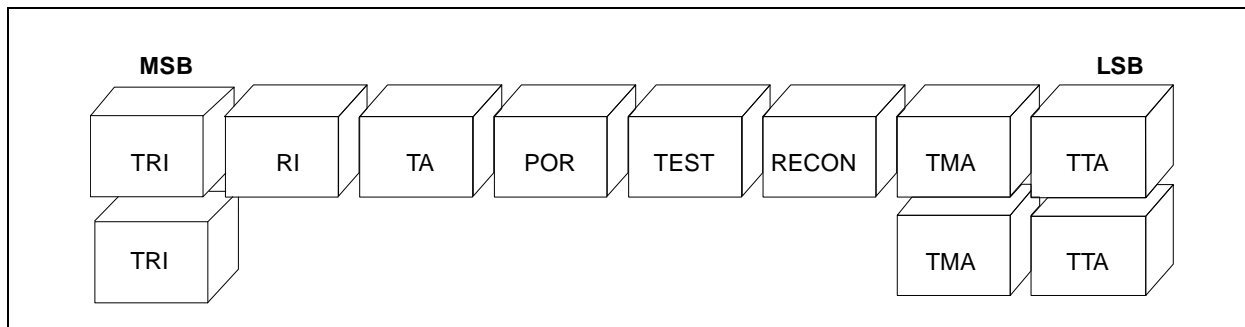 MSB LSB
TRI RI TA POR TEST RECON TMA TTA
TRI TMA TTA